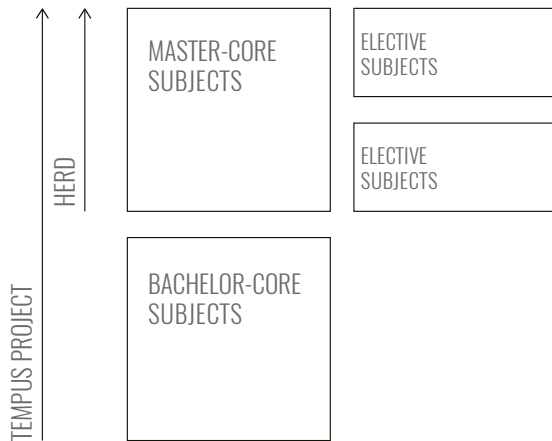 MASTER-CORE
SUBJECTS
ELECTIVE
SUBJECTS
ELECTIVE
SUBJECTS
HERD
BACHELOR-CORE
SUBJECTS
TEMPUS PROJECT